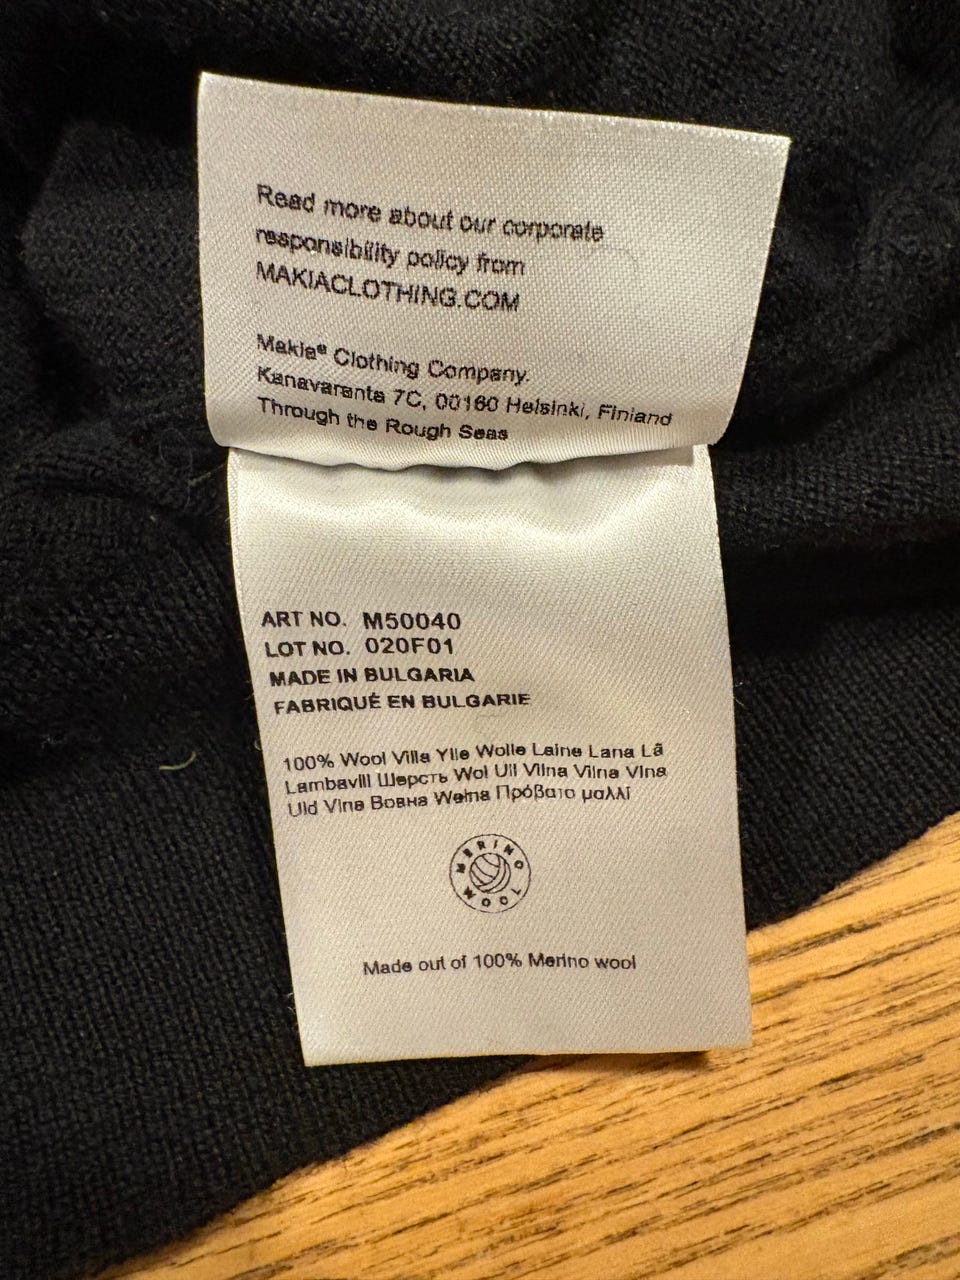 Read more about our corporate
responsibility policy from
MAKIACLOTHING.COM
Makia® Clothing Company.
Kanavaranta 7C, 00160 Helsinki, Finland
Through the Rough Seas
ART NO. M50040
LOT NO. 020F01
MADE IN BULGARIA
FABRIQUÉ EN BULGARIE
100% Wool Villa Ylle Wolle Laine Lana Lã
Lambavill Шерсть Wol Ull Vilna Vilna Vlna
Uld Vlna Вовна Wełna Πρόβατο μαλλί
MERINO WOOL
Made out of 100% Merino wool